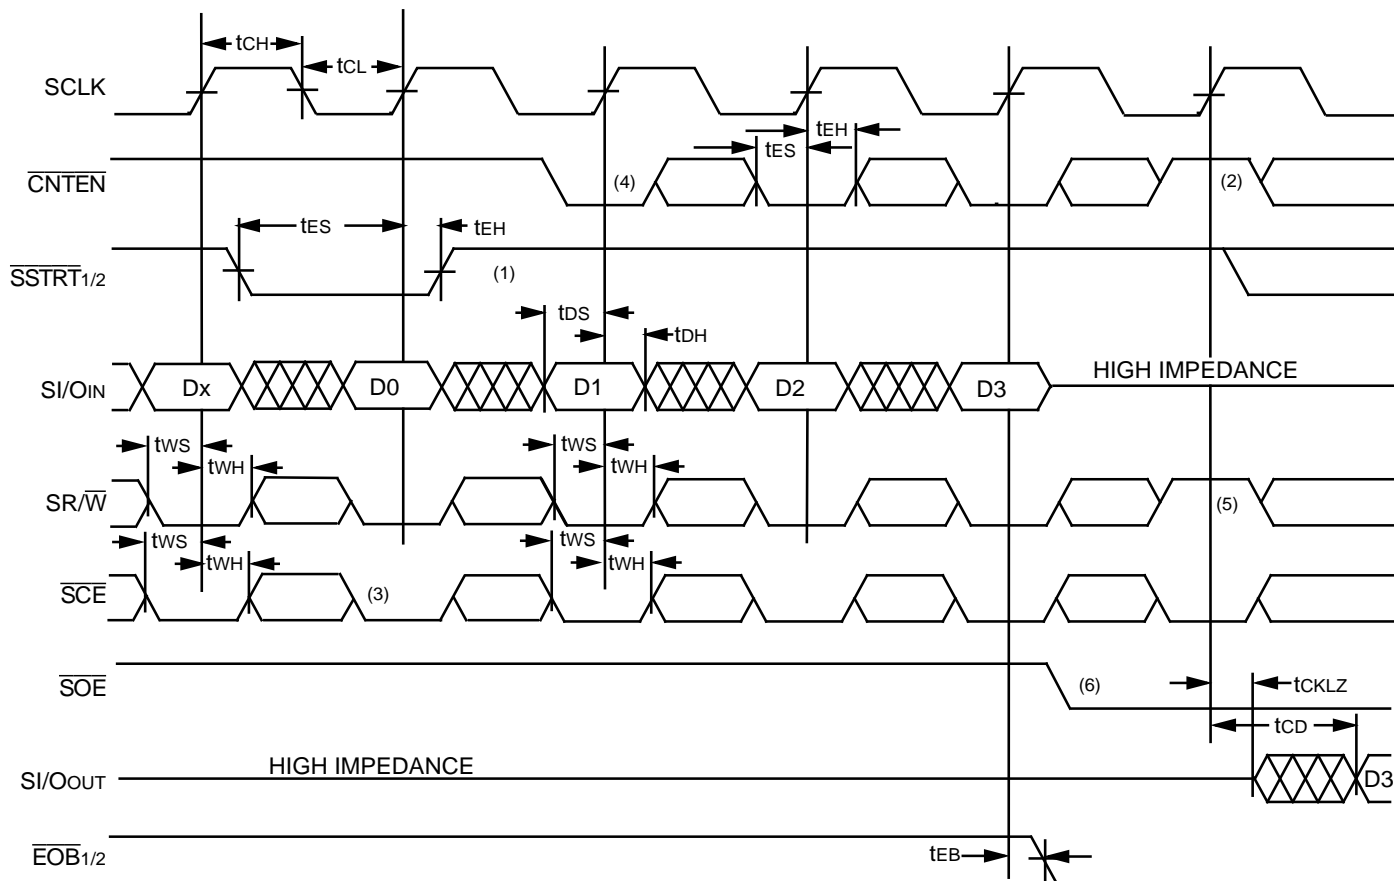 tCH
tCL
SCLK
tEH
tES
CNTEN
(4)
(2)
tES
tEH
SSTRT1/2
(1)
tDS
tDH
HIGH IMPEDANCE
SI/OIN
Dx
D0
D1
D2
D3
tWS
tWH
tWS
tWH
SR/W
(5)
tWS
tWH
tWS
tWH
SCE
(3)
SOE
(6)
tCKLZ
tCD
HIGH IMPEDANCE
SI/OOUT
D3
EOB1/2
tEB